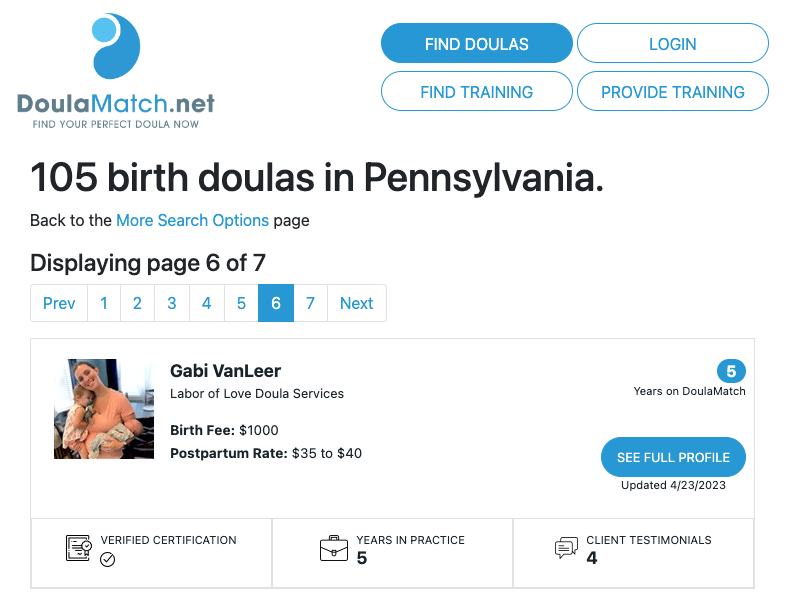 DoulaMatch.net
FIND YOUR PERFECT DOULA NOW
FIND DOULAS
LOGIN
FIND TRAINING
PROVIDE TRAINING
105 birth doulas in Pennsylvania.
Back to the More Search Options page
Displaying page 6 of 7
Prev 1 2 3 4 5 6 7 Next
Gabi VanLeer
Labor of Love Doula Services
Birth Fee: $1000
Postpartum Rate: $35 to $40
5
Years on DoulaMatch
SEE FULL PROFILE
Updated 4/23/2023
VERIFIED CERTIFICATION
YEARS IN PRACTICE
5
CLIENT TESTIMONIALS
4